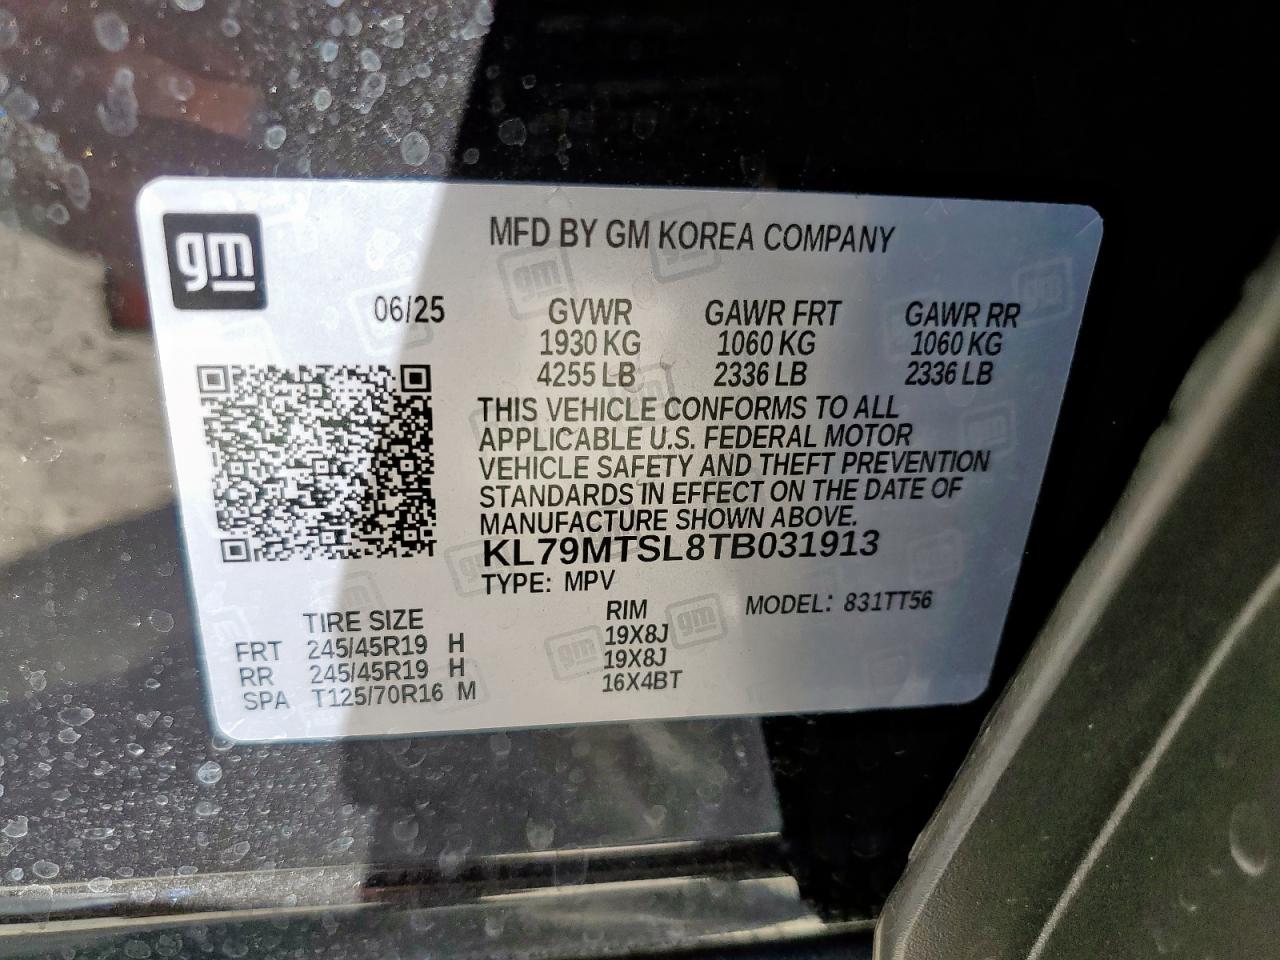 gm
MFD BY GM KOREA COMPANY
06/25 GVWR GAWR FRT GAWR RR
1930 KG 1060 KG 1060 KG
4255 LB 2336 LB 2336 LB
THIS VEHICLE CONFORMS TO ALL
APPLICABLE U.S. FEDERAL MOTOR
VEHICLE SAFETY AND THEFT PREVENTION
STANDARDS IN EFFECT ON THE DATE OF
MANUFACTURE SHOWN ABOVE.
KL79MTSL8TB031913
TYPE: MPV
TIRE SIZE RIM MODEL: 831TT56
FRT 245/45R19 H 19X8J
RR 245/45R19 H 19X8J
SPA T125/70R16 M 16X4BT